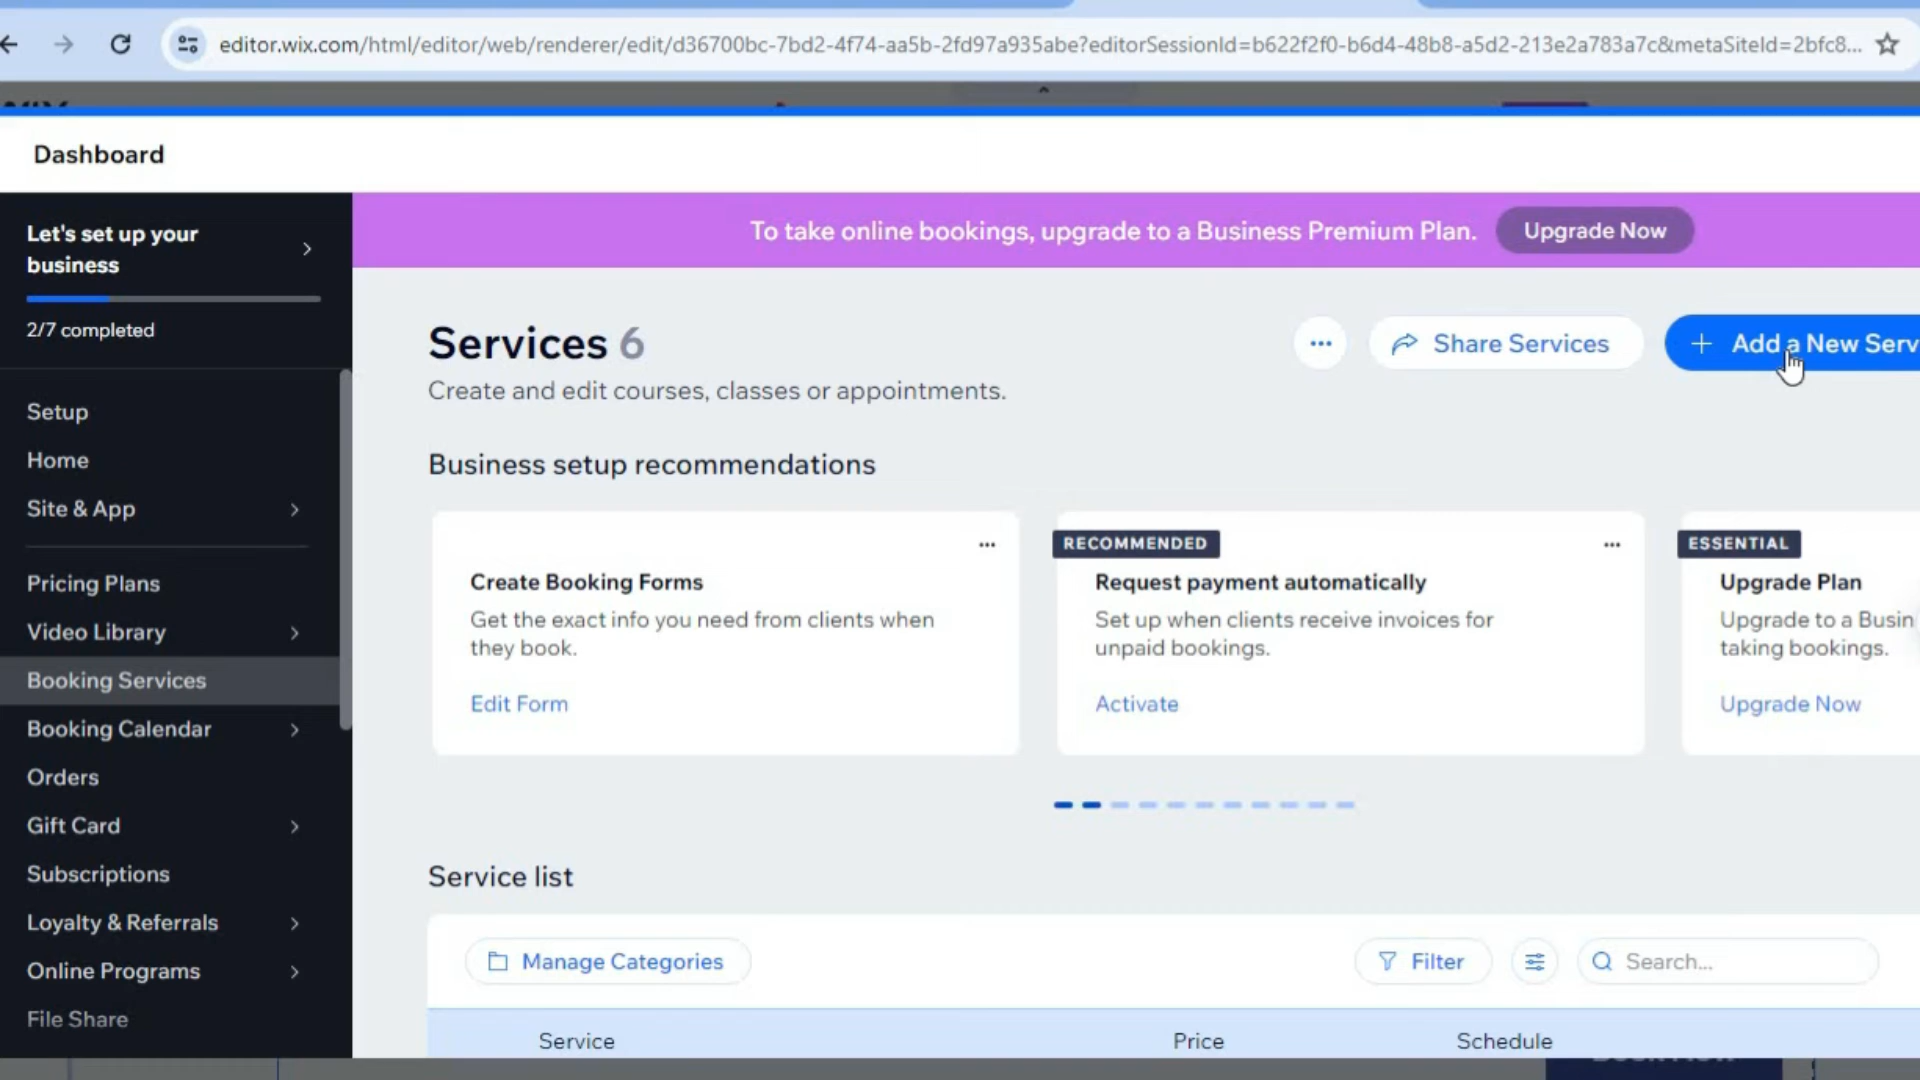 editor.wix.com/html/editor/web/renderer/edit/d36700bc-7bd2-4f74-aa5b-2fd97a935abe?editorSessionId=b622f2f0-b6d4-48b8-a5d2-213e2a783a7c&metaSiteId=2bfc8...
Dashboard
Let's set up your
business
2/7 completed
To take online bookings, upgrade to a Business Premium Plan. Upgrade Now
Setup
Home
Site & App
Pricing Plans
Video Library
Booking Services
Booking Calendar
Orders
Gift Card
Subscriptions
Loyalty & Referrals
Online Programs
File Share
Services 6
... Share Services + Add a New Serv
Create and edit courses, classes or appointments.
Business setup recommendations
Create Booking Forms
Get the exact info you need from clients when
they book.
Edit Form
RECOMMENDED
Request payment automatically
Set up when clients receive invoices for
unpaid bookings.
Activate
ESSENTIAL
Upgrade Plan
Upgrade to a Busin
taking bookings.
Upgrade Now
Service list
Manage Categories Filter Search...
Service Price Schedule